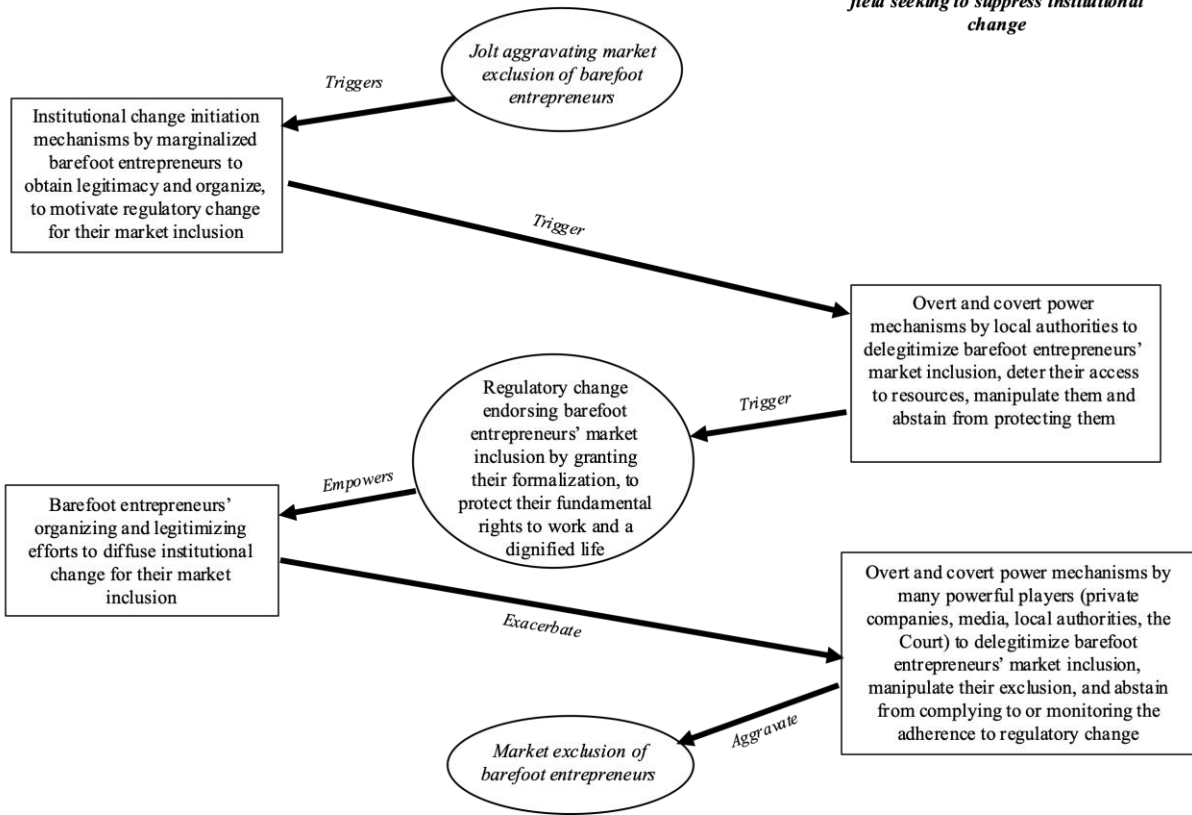 field seeking to suppress institutional
change
Jolt aggravating market
exclusion of barefoot
entrepreneurs
Triggers
Institutional change initiation
mechanisms by marginalized
barefoot entrepreneurs to
obtain legitimacy and organize,
to motivate regulatory change
for their market inclusion
Trigger
Overt and covert power
mechanisms by local authorities to
delegitimize barefoot entrepreneurs’
market inclusion, deter their access
to resources, manipulate them and
abstain from protecting them
Trigger
Regulatory change
endorsing barefoot
entrepreneurs’ market
inclusion by granting
their formalization, to
protect their fundamental
rights to work and a
dignified life
Empowers
Barefoot entrepreneurs’
organizing and legitimizing
efforts to diffuse institutional
change for their market
inclusion
Exacerbate
Overt and covert power mechanisms by
many powerful players (private
companies, media, local authorities, the
Court) to delegitimize barefoot
entrepreneurs’ market inclusion,
manipulate their exclusion, and abstain
from complying to or monitoring the
adherence to regulatory change
Aggravate
Market exclusion of
barefoot entrepreneurs